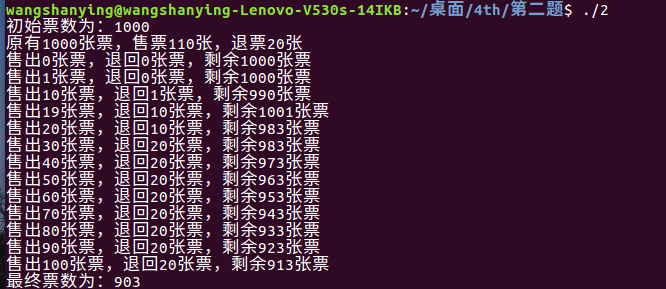 wangshanying@wangshanying-Lenovo-V530s-14IKB:~/桌面/4th/第二题$ ./2
初始票数为：1000
原有1000张票，售票110张，退票20张
售出0张票，退回0张票，剩余1000张票
售出1张票，退回0张票，剩余1000张票
售出10张票，退回1张票，剩余990张票
售出19张票，退回10张票，剩余1001张票
售出20张票，退回10张票，剩余983张票
售出30张票，退回20张票，剩余983张票
售出40张票，退回20张票，剩余973张票
售出50张票，退回20张票，剩余963张票
售出60张票，退回20张票，剩余953张票
售出70张票，退回20张票，剩余943张票
售出80张票，退回20张票，剩余933张票
售出90张票，退回20张票，剩余923张票
售出100张票，退回20张票，剩余913张票
最终票数为：903